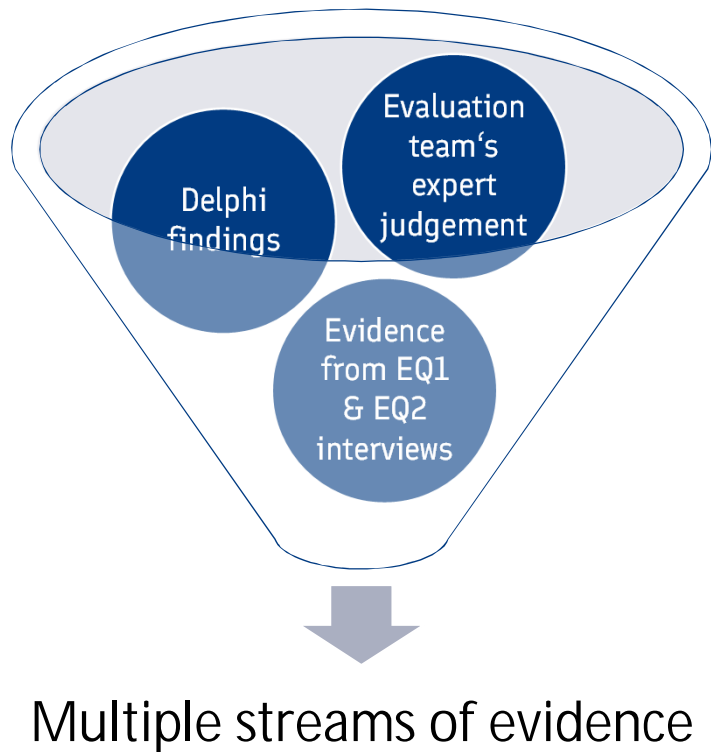 Evaluation
team‘s
expert
judgement
Delphi
findings
Evidence
from EQ1
& EQ2
interviews
Multiple streams of evidence